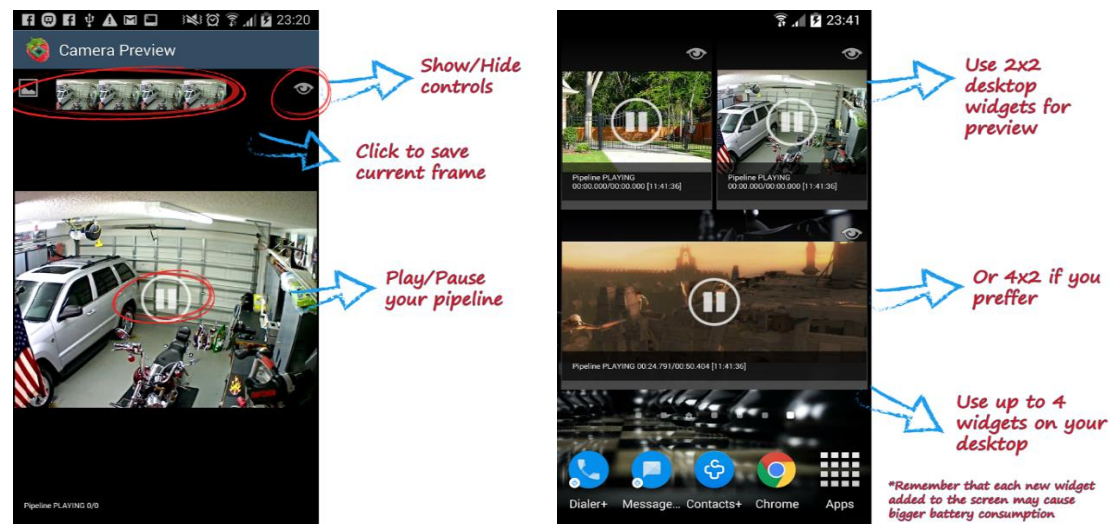 23:20
Camera Preview
Show/Hide
controls
Click to save
current frame
Play/Pause
your pipeline
Pipeline PLAYING 0/0
23:41
Use 2x2
desktop
widgets for
preview
Pipeline PLAYING
00:00.000/00:00.000 [11:41:36]
Pipeline PLAYING
00:00.000/00:00.000 [11:41:36]
Or 4x2 if you
preffer
Pipeline PLAYING 00:24.791/00:50.404 [11:41:36]
Use up to 4
widgets on your
desktop
Dialer+ Message... Contacts+ Chrome Apps
*Remember that each new widget
added to the screen may cause
bigger battery consumption